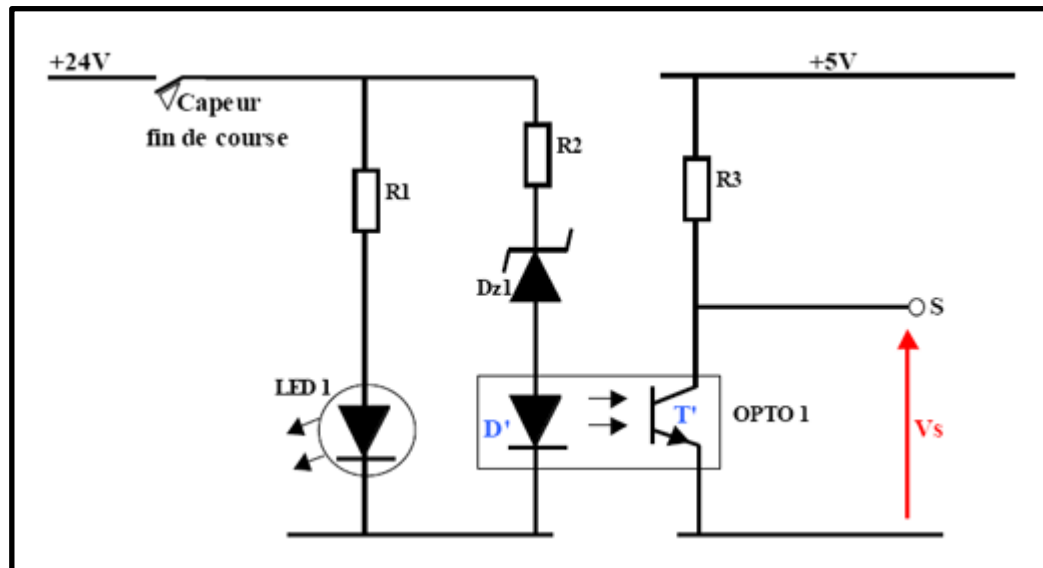 +24V
+5V
Capeur
fin de course
R1
R2
R3
Dz1
S
LED 1
D'
T'
OPTO 1
Vs